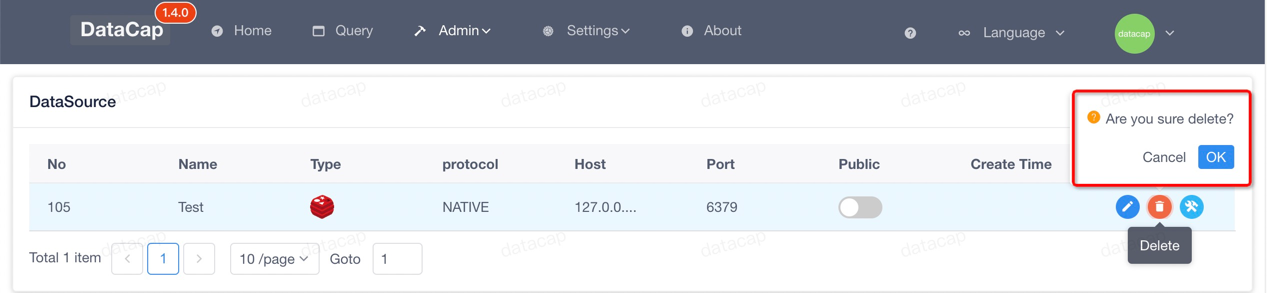 DataCap 1.4.0 Home Query Admin Settings About ? Language datacap
DataSource
datacap datacap datacap datacap datacap datacap
? Are you sure delete?
Cancel OK
No Name Type protocol Host Port Public Create Time
105 Test NATIVE 127.0.0.... 6379
Delete
Total 1 item < 1 > 10 /page Goto 1
datacap datacap datacap datacap datacap datacap